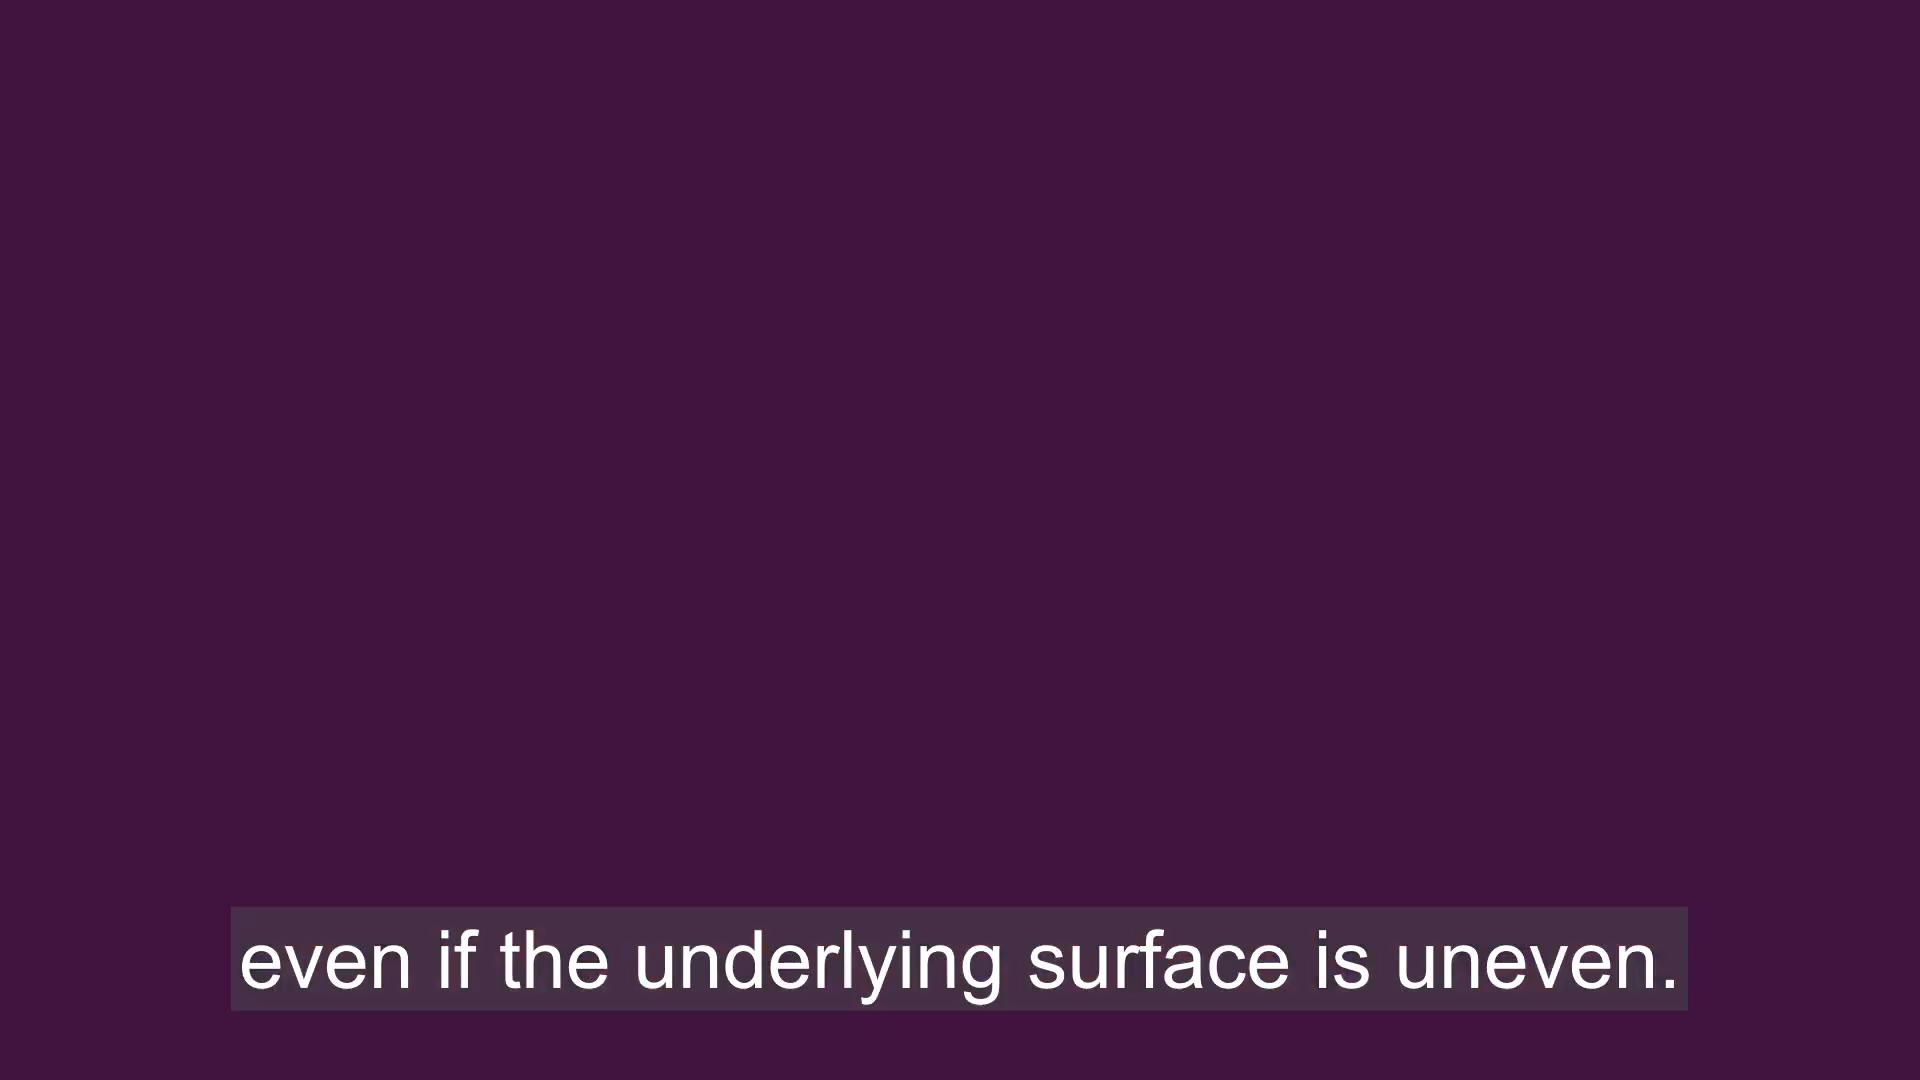 even if the underlying surface is uneven.